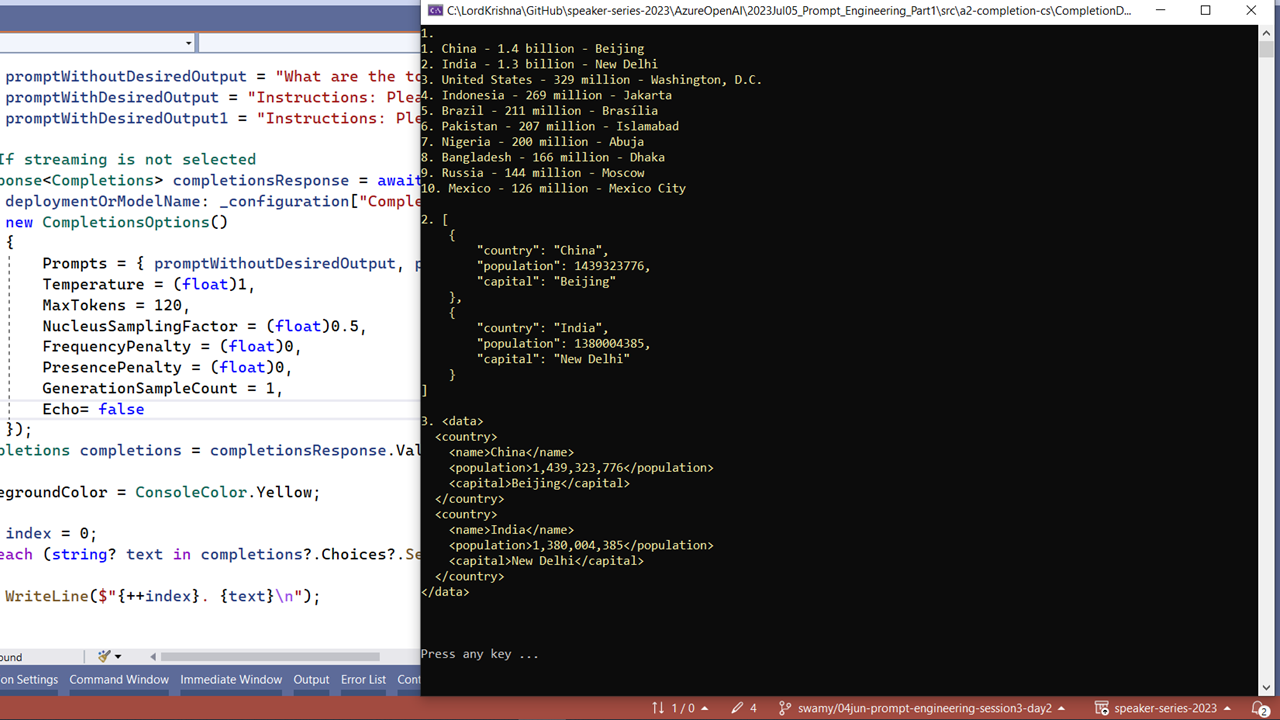 C:\LordKrishna\GitHub\speaker-series-2023\AzureOpenAI\2023Jul05_Prompt_Engineering_Part1\src\a2-completion-cs\CompletionD...
promptWithoutDesiredOutput = "What are the to
promptWithDesiredOutput = "Instructions: Plea
promptWithDesiredOutput1 = "Instructions: Ple
If streaming is not selected
ponse<Completions> completionsResponse = await
deploymentOrModelName: _configuration["Comple
new CompletionsOptions()
{
Prompts = { promptWithoutDesiredOutput, p
Temperature = (float)1,
MaxTokens = 120,
NucleusSamplingFactor = (float)0.5,
FrequencyPenalty = (float)0,
PresencePenalty = (float)0,
GenerationSampleCount = 1,
Echo= false
});
pletions completions = completionsResponse.Val
egroundColor = ConsoleColor.Yellow;
index = 0;
each (string? text in completions?.Choices?.Se
WriteLine($"{++index}. {text}\n");
ound
on Settings Command Window Immediate Window Output Error List Cont
1.
1. China - 1.4 billion - Beijing
2. India - 1.3 billion - New Delhi
3. United States - 329 million - Washington, D.C.
4. Indonesia - 269 million - Jakarta
5. Brazil - 211 million - Brasília
6. Pakistan - 207 million - Islamabad
7. Nigeria - 200 million - Abuja
8. Bangladesh - 166 million - Dhaka
9. Russia - 144 million - Moscow
10. Mexico - 126 million - Mexico City
2. [
{
"country": "China",
"population": 1439323776,
"capital": "Beijing"
},
{
"country": "India",
"population": 1380004385,
"capital": "New Delhi"
}
]
3. <data>
<country>
<name>China</name>
<population>1,439,323,776</population>
<capital>Beijing</capital>
</country>
<country>
<name>India</name>
<population>1,380,004,385</population>
<capital>New Delhi</capital>
</country>
</data>
Press any key ...
1 / 0 4 swamy/04jun-prompt-engineering-session3-day2 speaker-series-2023 2